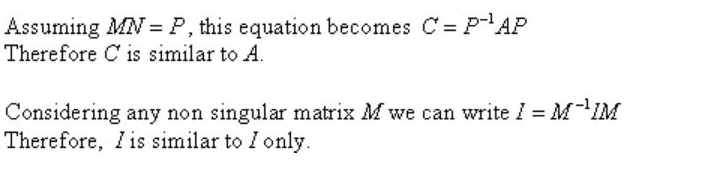 Assuming MN = P, this equation becomes C = P⁻¹AP
Therefore C is similar to A.
Considering any non singular matrix M we can write I = M⁻¹IM
Therefore, I is similar to I only.